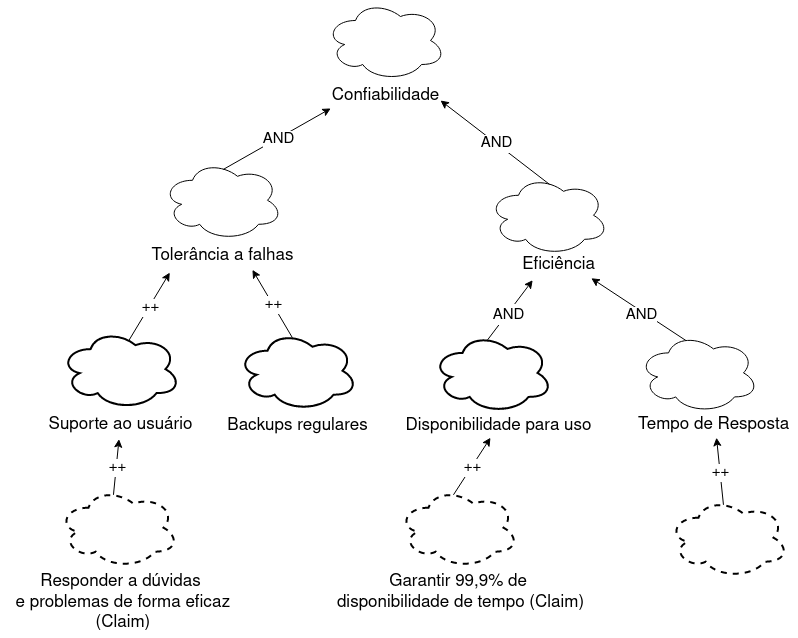 Confiabilidade
AND
AND
Tolerância a falhas
Eficiência
++
++
AND
AND
Suporte ao usuário
Backups regulares
Disponibilidade para uso
Tempo de Resposta
++
++
++
Responder a dúvidas
e problemas de forma eficaz
(Claim)
Garantir 99,9% de
disponibilidade de tempo (Claim)